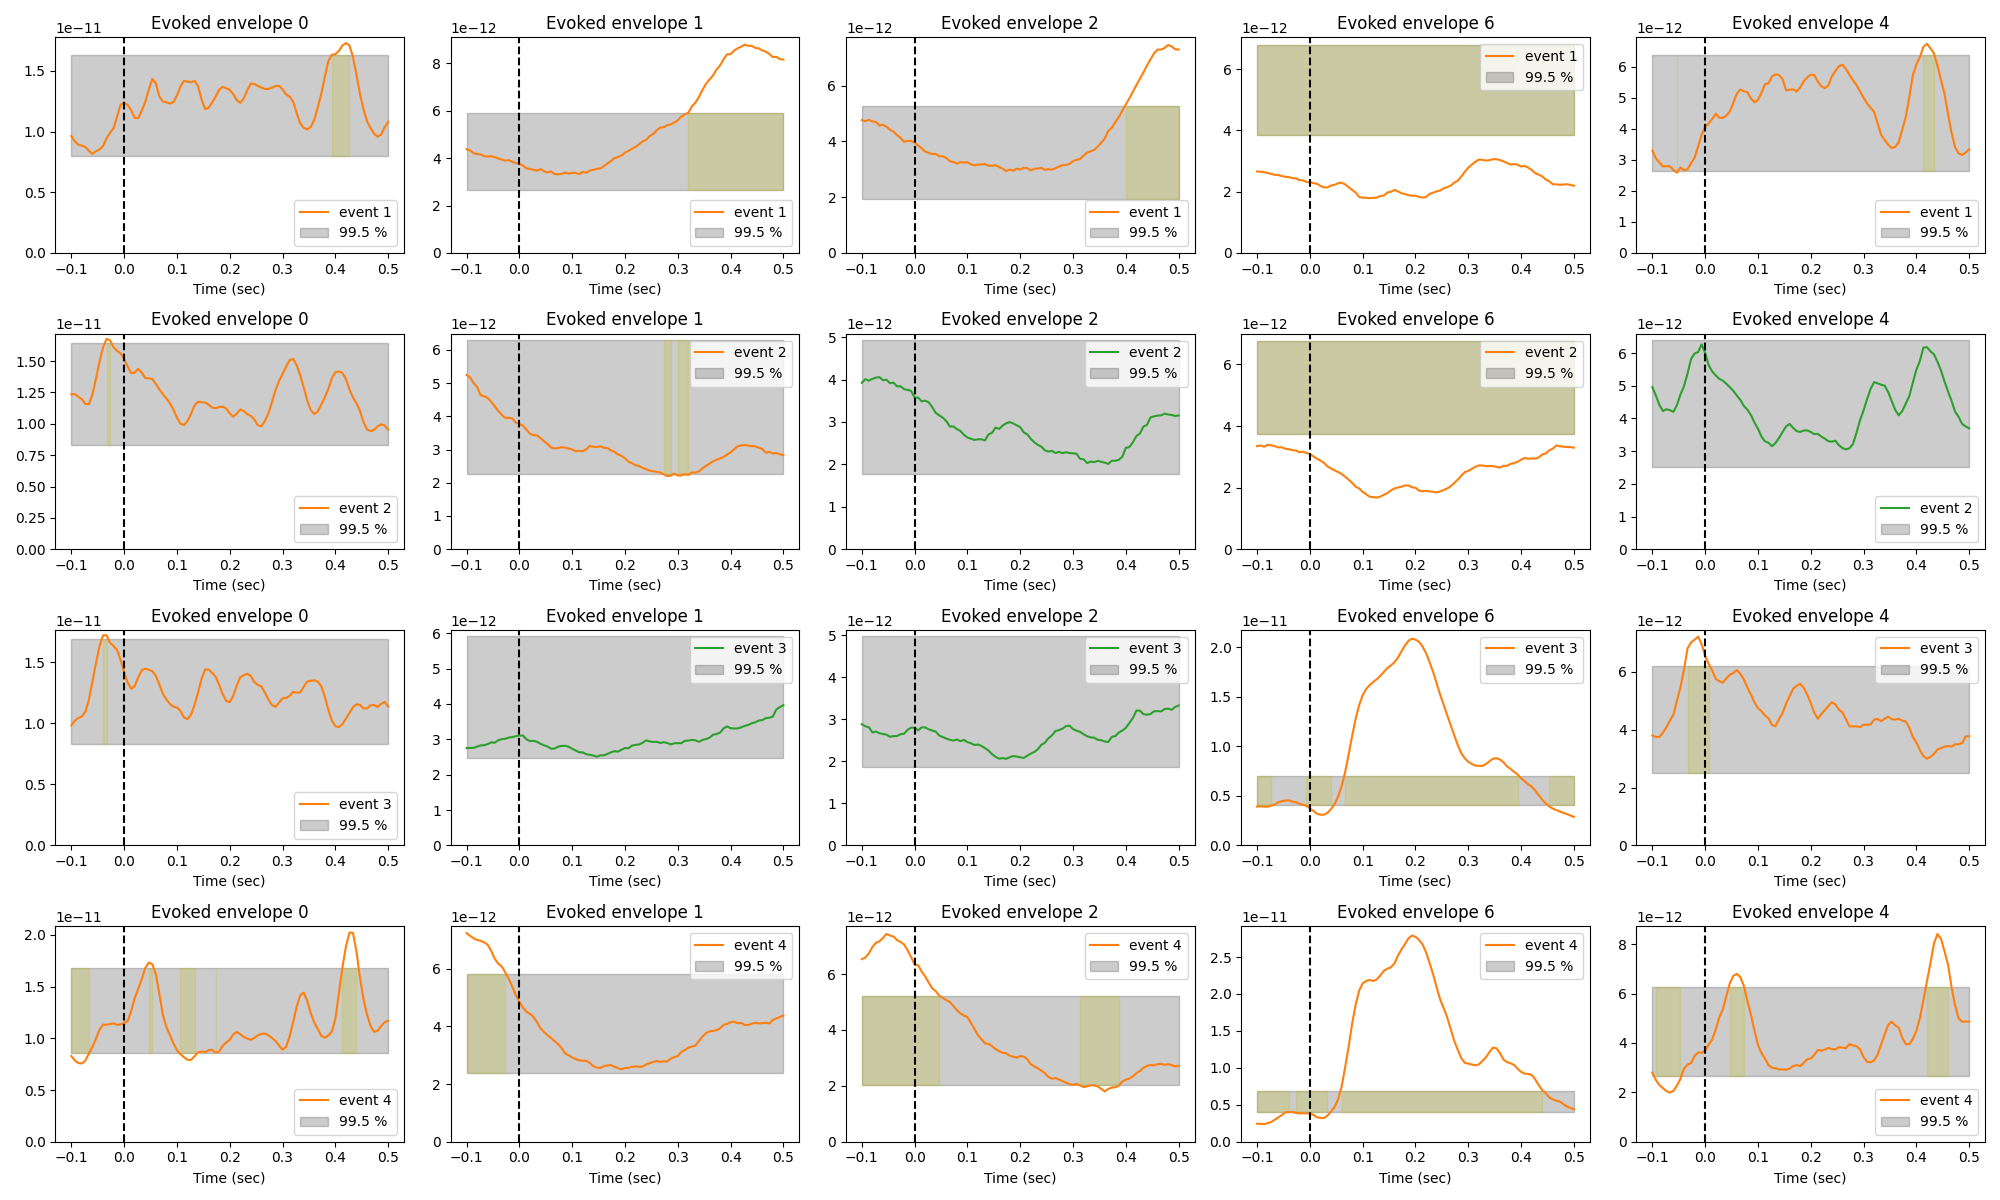 Evoked envelope 0
1e−11
1.5
1.0
0.5
0.0
event 1
99.5 %
−0.1 0.0 0.1 0.2 0.3 0.4 0.5
Time (sec)
Evoked envelope 1
1e−12
8
6
4
2
event 1
99.5 %
−0.1 0.0 0.1 0.2 0.3 0.4 0.5
Time (sec)
Evoked envelope 2
1e−12
6
4
2
0
event 1
99.5 %
−0.1 0.0 0.1 0.2 0.3 0.4 0.5
Time (sec)
Evoked envelope 6
1e−12
6
4
2
0
event 1
99.5 %
−0.1 0.0 0.1 0.2 0.3 0.4 0.5
Time (sec)
Evoked envelope 4
1e−12
6
5
4
3
2
1
0
event 1
99.5 %
−0.1 0.0 0.1 0.2 0.3 0.4 0.5
Time (sec)
Evoked envelope 0
1e−11
1.50
1.25
1.00
0.75
0.50
0.25
0.00
event 2
99.5 %
−0.1 0.0 0.1 0.2 0.3 0.4 0.5
Time (sec)
Evoked envelope 1
1e−12
6
5
4
3
2
1
0
event 2
99.5 %
−0.1 0.0 0.1 0.2 0.3 0.4 0.5
Time (sec)
Evoked envelope 2
1e−12
5
4
3
2
1
0
event 2
99.5 %
−0.1 0.0 0.1 0.2 0.3 0.4 0.5
Time (sec)
Evoked envelope 6
1e−12
6
4
2
0
event 2
99.5 %
−0.1 0.0 0.1 0.2 0.3 0.4 0.5
Time (sec)
Evoked envelope 4
1e−12
6
5
4
3
2
1
0
event 2
99.5 %
−0.1 0.0 0.1 0.2 0.3 0.4 0.5
Time (sec)
Evoked envelope 0
1e−11
1.5
1.0
0.5
0.0
event 3
99.5 %
−0.1 0.0 0.1 0.2 0.3 0.4 0.5
Time (sec)
Evoked envelope 1
1e−12
6
5
4
3
2
1
0
event 3
99.5 %
−0.1 0.0 0.1 0.2 0.3 0.4 0.5
Time (sec)
Evoked envelope 2
1e−12
5
4
3
2
1
0
event 3
99.5 %
−0.1 0.0 0.1 0.2 0.3 0.4 0.5
Time (sec)
Evoked envelope 6
1e−11
2.0
1.5
1.0
0.5
0.0
event 3
99.5 %
−0.1 0.0 0.1 0.2 0.3 0.4 0.5
Time (sec)
Evoked envelope 4
1e−12
6
4
2
0
event 3
99.5 %
−0.1 0.0 0.1 0.2 0.3 0.4 0.5
Time (sec)
Evoked envelope 0
1e−11
2.0
1.5
1.0
0.5
0.0
event 4
99.5 %
−0.1 0.0 0.1 0.2 0.3 0.4 0.5
Time (sec)
Evoked envelope 1
1e−12
6
4
2
0
event 4
99.5 %
−0.1 0.0 0.1 0.2 0.3 0.4 0.5
Time (sec)
Evoked envelope 2
1e−12
6
4
2
0
event 4
99.5 %
−0.1 0.0 0.1 0.2 0.3 0.4 0.5
Time (sec)
Evoked envelope 6
1e−11
2.5
2.0
1.5
1.0
0.5
0.0
event 4
99.5 %
−0.1 0.0 0.1 0.2 0.3 0.4 0.5
Time (sec)
Evoked envelope 4
1e−12
8
6
4
2
0
event 4
99.5 %
−0.1 0.0 0.1 0.2 0.3 0.4 0.5
Time (sec)